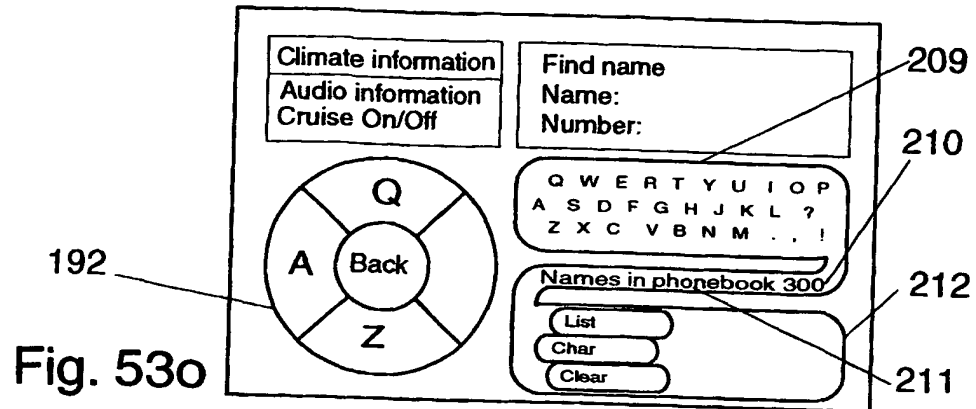 Climate information
Audio information
Cruise On/Off
Find name
Name:
Number:
209
210
Q W E R T Y U I O P
A S D F G H J K L ?
Z X C V B N M . , !
Q
A
Back
Z
192
Names in phonebook 300
212
List
Char
Clear
211
Fig. 53o